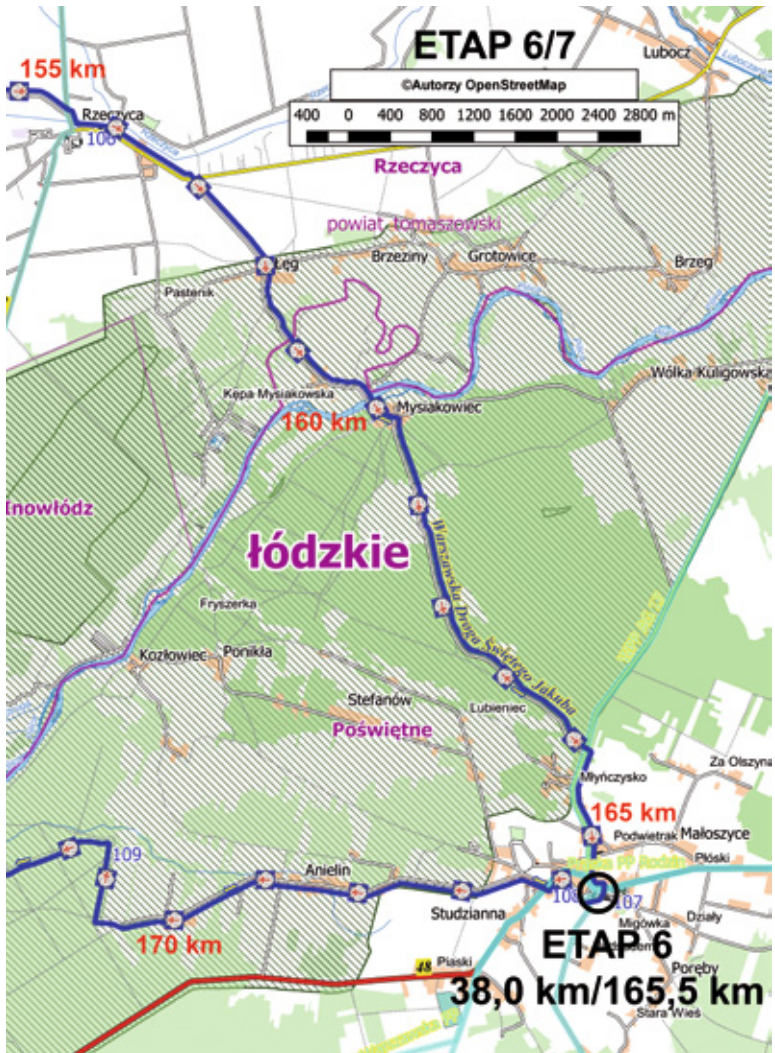 ETAP 6/7
Lubocz
155 km
©Autorzy OpenStreetMap
400 0 400 800 1200 1600 2000 2400 2800 m
Rzeczyca
106
Rzeczyca
Rzeczyca
powiat tomaszewski
Brzeziny
Grotowice
Brzeg
Łęg
Pastenik
Wólka Kuligowska
Kępa Mysiakowska
Mysiakowiec
160 km
Inowłódz
łódzkie
Warszawska Droga Świętego Jakuba
Fryszerka
Kozłowiec
Ponikła
Stefanów
Lubieniec
Poświętne
Za Olszyną
Młyńczysko
165 km
Podwietrak
Małoszyce
Płóski
109
Anielin
108
107
Studzianna
Migówka
Działy
170 km
ETAP 6
48
Piaski
Poręby
38,0 km/165,5 km
Stara Wieś